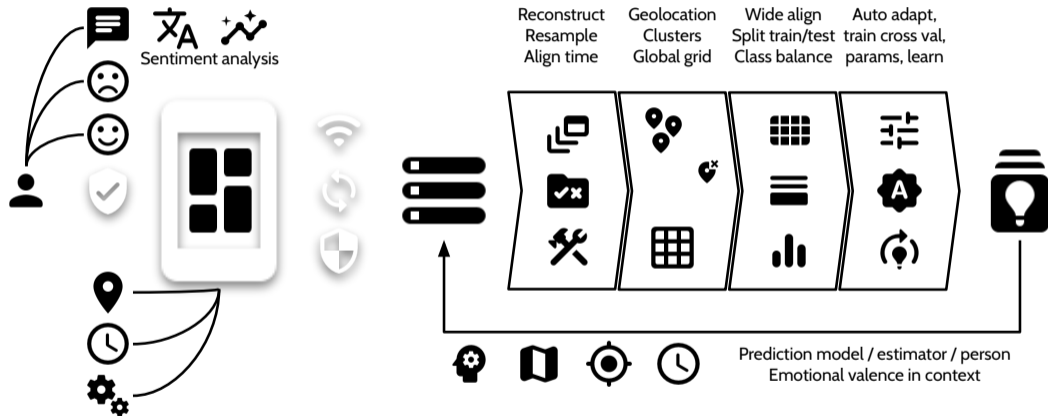 Sentiment analysis
Reconstruct
Resample
Align time
Geolocation
Clusters
Global grid
Wide align
Split train/test
Class balance
Auto adapt,
train cross val,
params, learn
A
Prediction model / estimator / person
Emotional valence in context